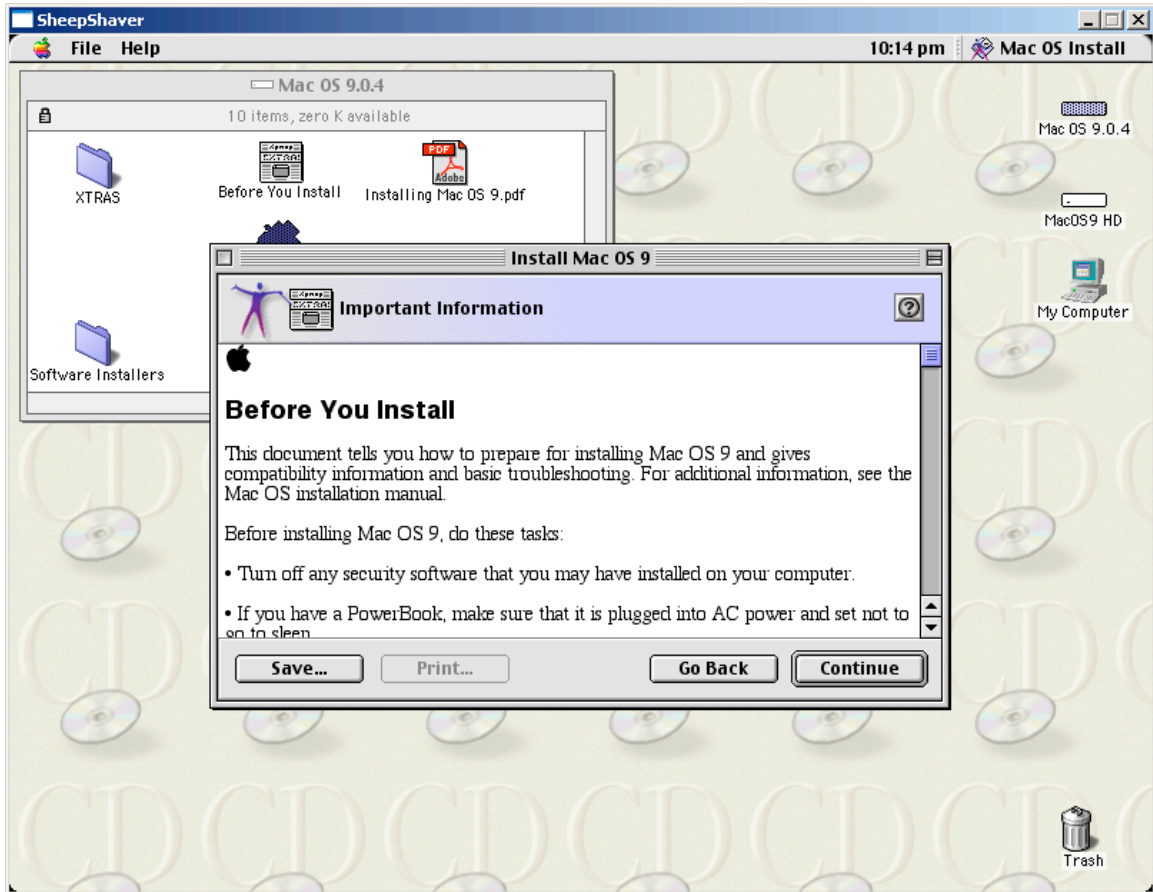 SheepShaver
File Help 10:14 pm Mac OS Install
Mac OS 9.0.4
10 items, zero K available
XTRAS
Before You Install
Installing Mac OS 9.pdf
Software Installers
Mac OS 9.0.4
MacOS9 HD
My Computer
Install Mac OS 9
Important Information
Before You Install
This document tells you how to prepare for installing Mac OS 9 and gives
compatibility information and basic troubleshooting. For additional information, see the
Mac OS installation manual.
Before installing Mac OS 9, do these tasks:
• Turn off any security software that you may have installed on your computer.
• If you have a PowerBook, make sure that it is plugged into AC power and set not to
go to sleep
Save... Print... Go Back Continue
Trash